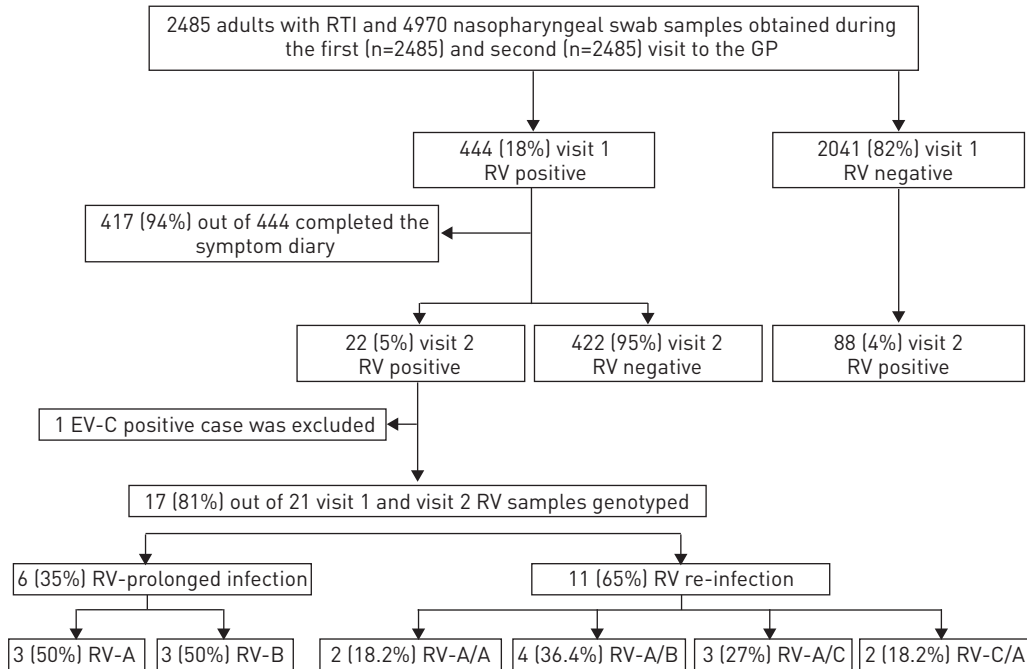 2485 adults with RTI and 4970 nasopharyngeal swab samples obtained during
the first (n=2485) and second (n=2485) visit to the GP
444 (18%) visit 1
RV positive
2041 (82%) visit 1
RV negative
417 (94%) out of 444 completed the
symptom diary
22 (5%) visit 2
RV positive
422 (95%) visit 2
RV negative
88 (4%) visit 2
RV positive
1 EV-C positive case was excluded
17 (81%) out of 21 visit 1 and visit 2 RV samples genotyped
6 (35%) RV-prolonged infection
11 (65%) RV re-infection
3 (50%) RV-A
3 (50%) RV-B
2 (18.2%) RV-A/A
4 (36.4%) RV-A/B
3 (27%) RV-A/C
2 (18.2%) RV-C/A